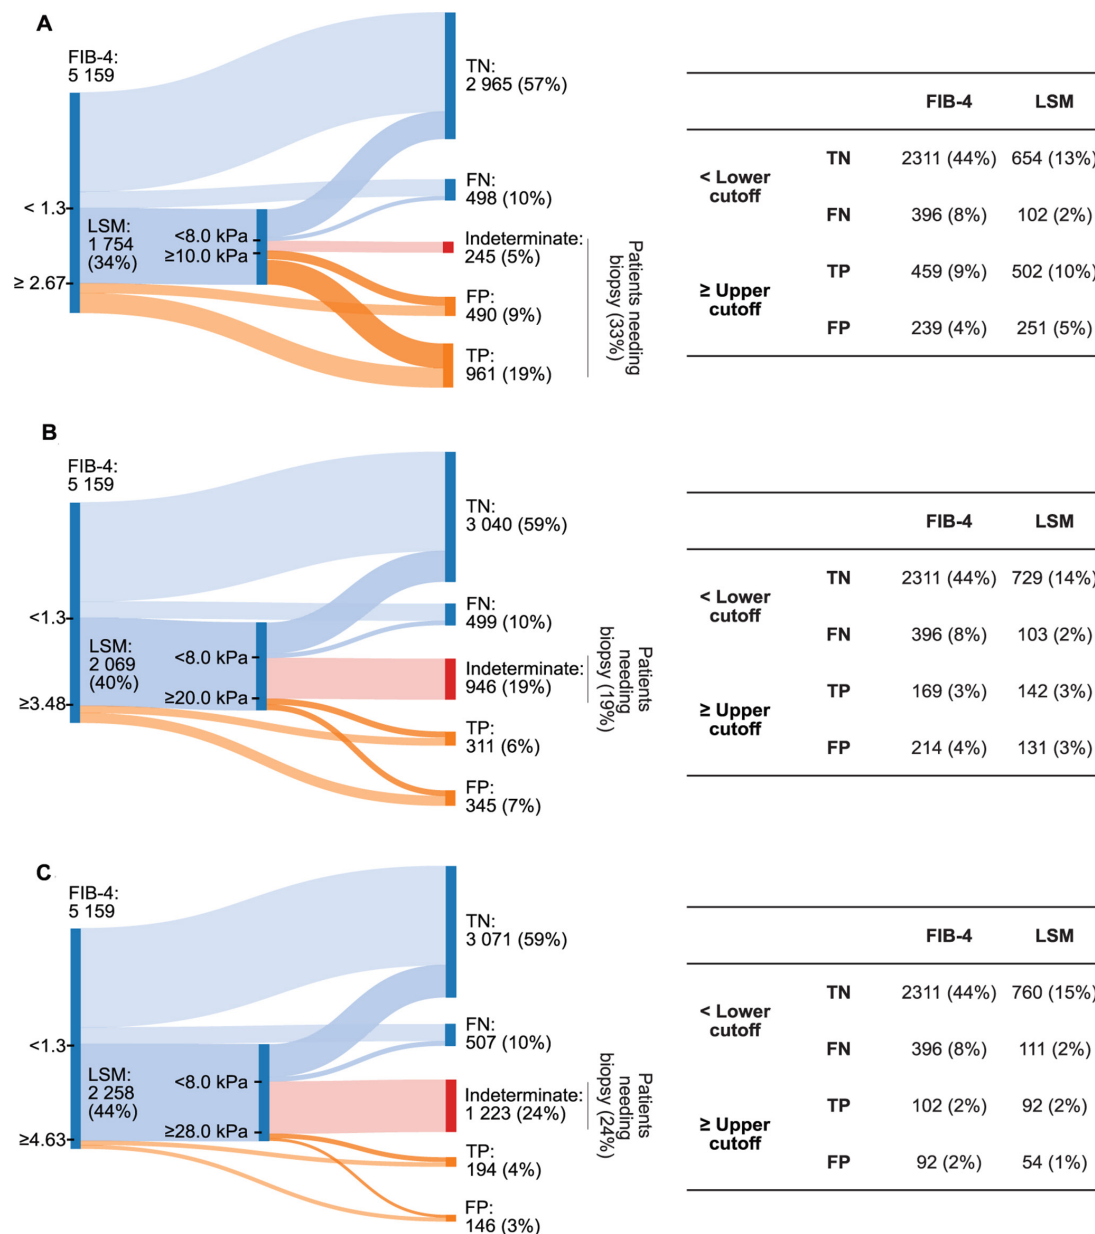 A
FIB-4:
5 159
< 1.3
≥ 2.67
LSM:
1 754
(34%)
<8.0 kPa
≥10.0 kPa
TN:
2 965 (57%)
FN:
498 (10%)
Indeterminate:
245 (5%)
FP:
490 (9%)
TP:
961 (19%)
Patients needing
biopsy (33%)
FIB-4 LSM
< Lower
cutoff
TN 2311 (44%) 654 (13%)
FN 396 (8%) 102 (2%)
≥ Upper
cutoff
TP 459 (9%) 502 (10%)
FP 239 (4%) 251 (5%)
B
FIB-4:
5 159
<1.3
≥3.48
LSM:
2 069
(40%)
<8.0 kPa
≥20.0 kPa
TN:
3 040 (59%)
FN:
499 (10%)
Indeterminate:
946 (19%)
TP:
311 (6%)
FP:
345 (7%)
Patients
needing
biopsy (19%)
FIB-4 LSM
< Lower
cutoff
TN 2311 (44%) 729 (14%)
FN 396 (8%) 103 (2%)
≥ Upper
cutoff
TP 169 (3%) 142 (3%)
FP 214 (4%) 131 (3%)
C
FIB-4:
5 159
<1.3
≥4.63
LSM:
2 258
(44%)
<8.0 kPa
≥28.0 kPa
TN:
3 071 (59%)
FN:
507 (10%)
Indeterminate:
1 223 (24%)
TP:
194 (4%)
FP:
146 (3%)
Patients
needing
biopsy (24%)
FIB-4 LSM
< Lower
cutoff
TN 2311 (44%) 760 (15%)
FN 396 (8%) 111 (2%)
≥ Upper
cutoff
TP 102 (2%) 92 (2%)
FP 92 (2%) 54 (1%)